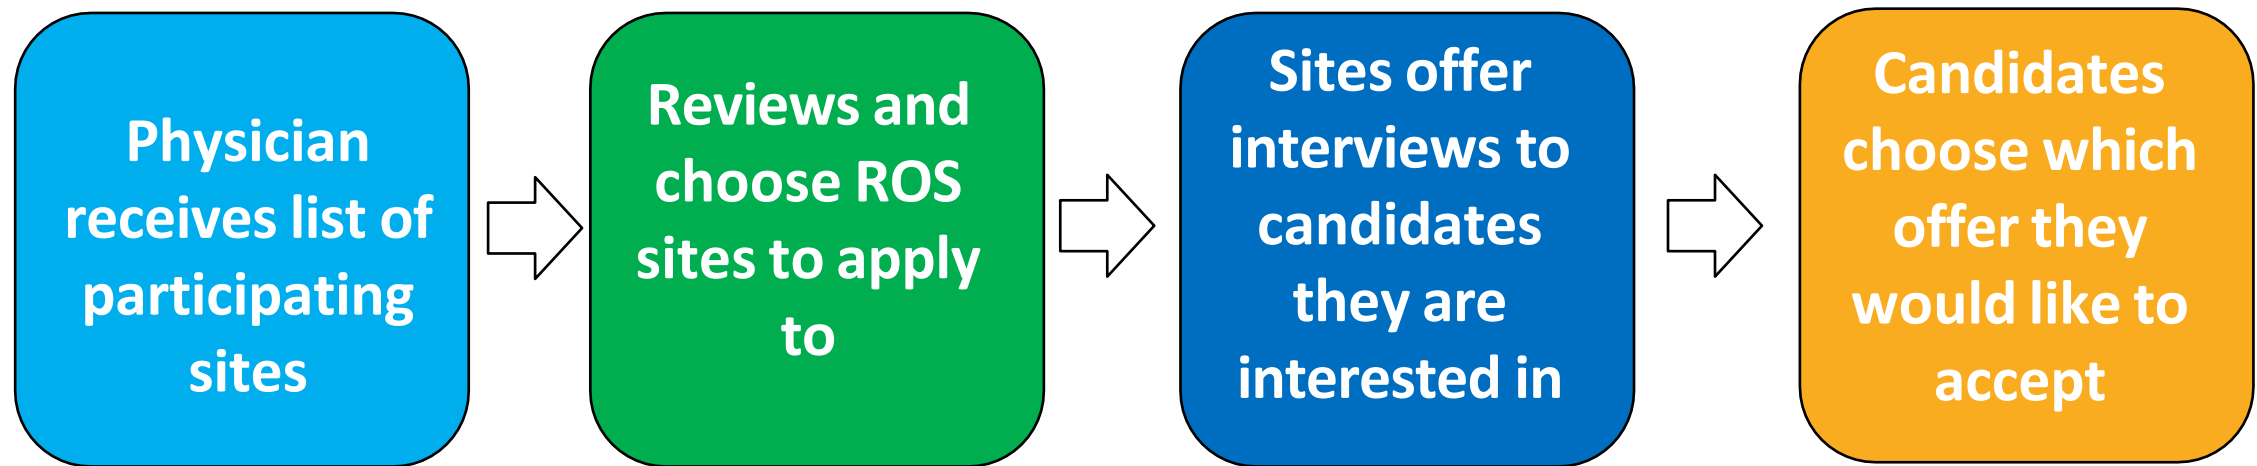 Physician
receives list of
participating
sites
Reviews and
choose ROS
sites to apply
to
Sites offer
interviews to
candidates
they are
interested in
Candidates
choose which
offer they
would like to
accept